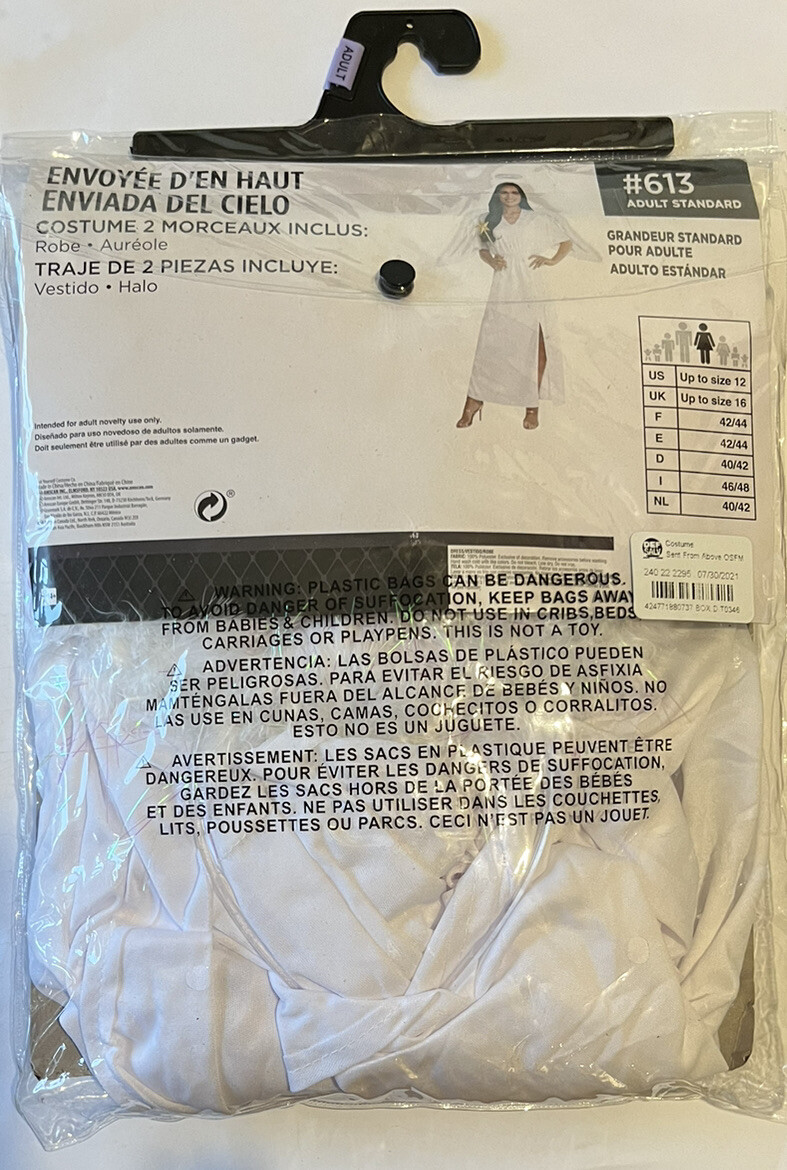 ADULT
ENVOYÉE D'EN HAUT
ENVIADA DEL CIELO
COSTUME 2 MORCEAUX INCLUS:
Robe • Auréole
TRAJE DE 2 PIEZAS INCLUYE:
Vestido • Halo
#613
ADULT STANDARD
GRANDEUR STANDARD
POUR ADULTE
ADULTO ESTÁNDAR
US Up to size 12
UK Up to size 16
F 42/44
E 42/44
D 40/42
I 46/48
NL 40/42
Intended for adult novelty use only.
Diseñado para uso novedoso de adultos solamente.
Doit seulement être utilisé par des adultes comme un gadget.
Costume
Sent From Above OSFM
240 22 2295 07/30/2021
424771880737 BOX D T0346
WARNING: PLASTIC BAGS CAN BE DANGEROUS.
TO AVOID DANGER OF SUFFOCATION, KEEP BAGS AWAY
FROM BABIES & CHILDREN. DO NOT USE IN CRIBS, BEDS
CARRIAGES OR PLAYPENS. THIS IS NOT A TOY.
ADVERTENCIA: LAS BOLSAS DE PLÁSTICO PUEDEN
SER PELIGROSAS. PARA EVITAR EL RIESGO DE ASFIXIA
MAMTÉNGALAS FUERA DEL ALCANCE DE BEBÉS Y NIÑOS. NO
LAS USE EN CUNAS, CAMAS, COCHECITOS O CORRALITOS.
ESTO NO ES UN JUGUETE.
AVERTISSEMENT: LES SACS EN PLASTIQUE PEUVENT ÊTRE
DANGEREUX. POUR ÉVITER LES DANGERS DE SUFFOCATION,
GARDEZ LES SACS HORS DE LA PORTÉE DES BÉBÉS
ET DES ENFANTS. NE PAS UTILISER DANS LES COUCHETTES,
LITS, POUSSETTES OU PARCS. CECI N'EST PAS UN JOUET.